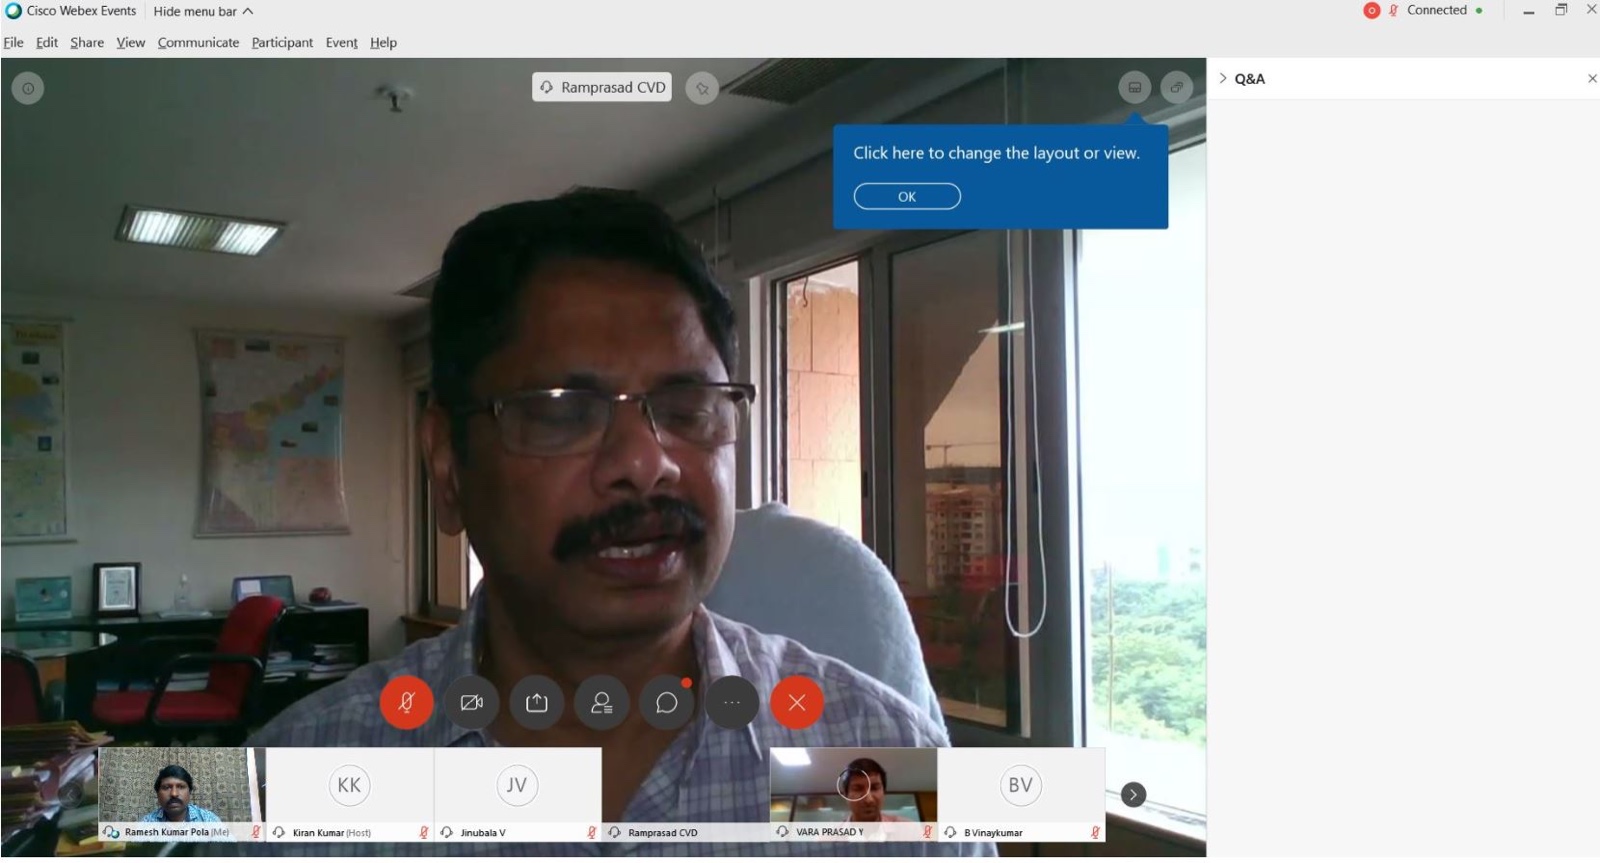 Cisco Webex Events Hide menu bar Connected
File Edit Share View Communicate Participant Event Help
Ramprasad CVD
Q&A
Click here to change the layout or view.
OK
KK
JV
BV
Ramesh Kumar Pola (Me)
Kiran Kumar (Host)
Jinubala V
Ramprasad CVD
VARA PRASAD Y
B Vinaykumar